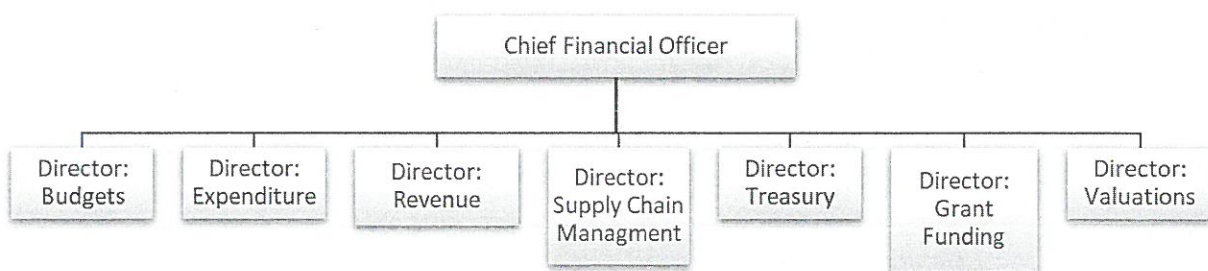 Chief Financial Officer
Director:
Budgets
Director:
Expenditure
Director:
Revenue
Director:
Supply Chain
Managment
Director:
Treasury
Director:
Grant
Funding
Director:
Valuations